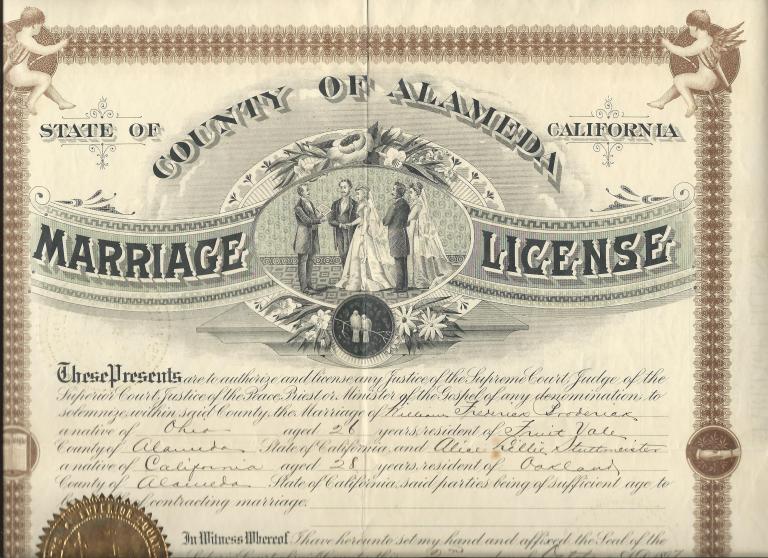 COUNTY OF ALAMEDA
STATE OF CALIFORNIA
MARRIAGE LICENSE
These Presents are to authorize and license any Justice of the Supreme Court, Judge of the
Superior Court, Justice of the Peace, Priest or Minister of the Gospel of any denomination, to
solemnize within said County, the Marriage of William Frederick Brooderick
a native of Ohio aged 26 years, resident of Fruit Vale
County of Alameda State of California, and Alice Lellie Stuttmeister
a native of California aged 28 years, resident of Oakland
County of Alameda State of California, said parties being of sufficient age, to
be of contracting marriage.
In Witness Whereof I have hereunto set my hand and affixed the Seal of the
2nd